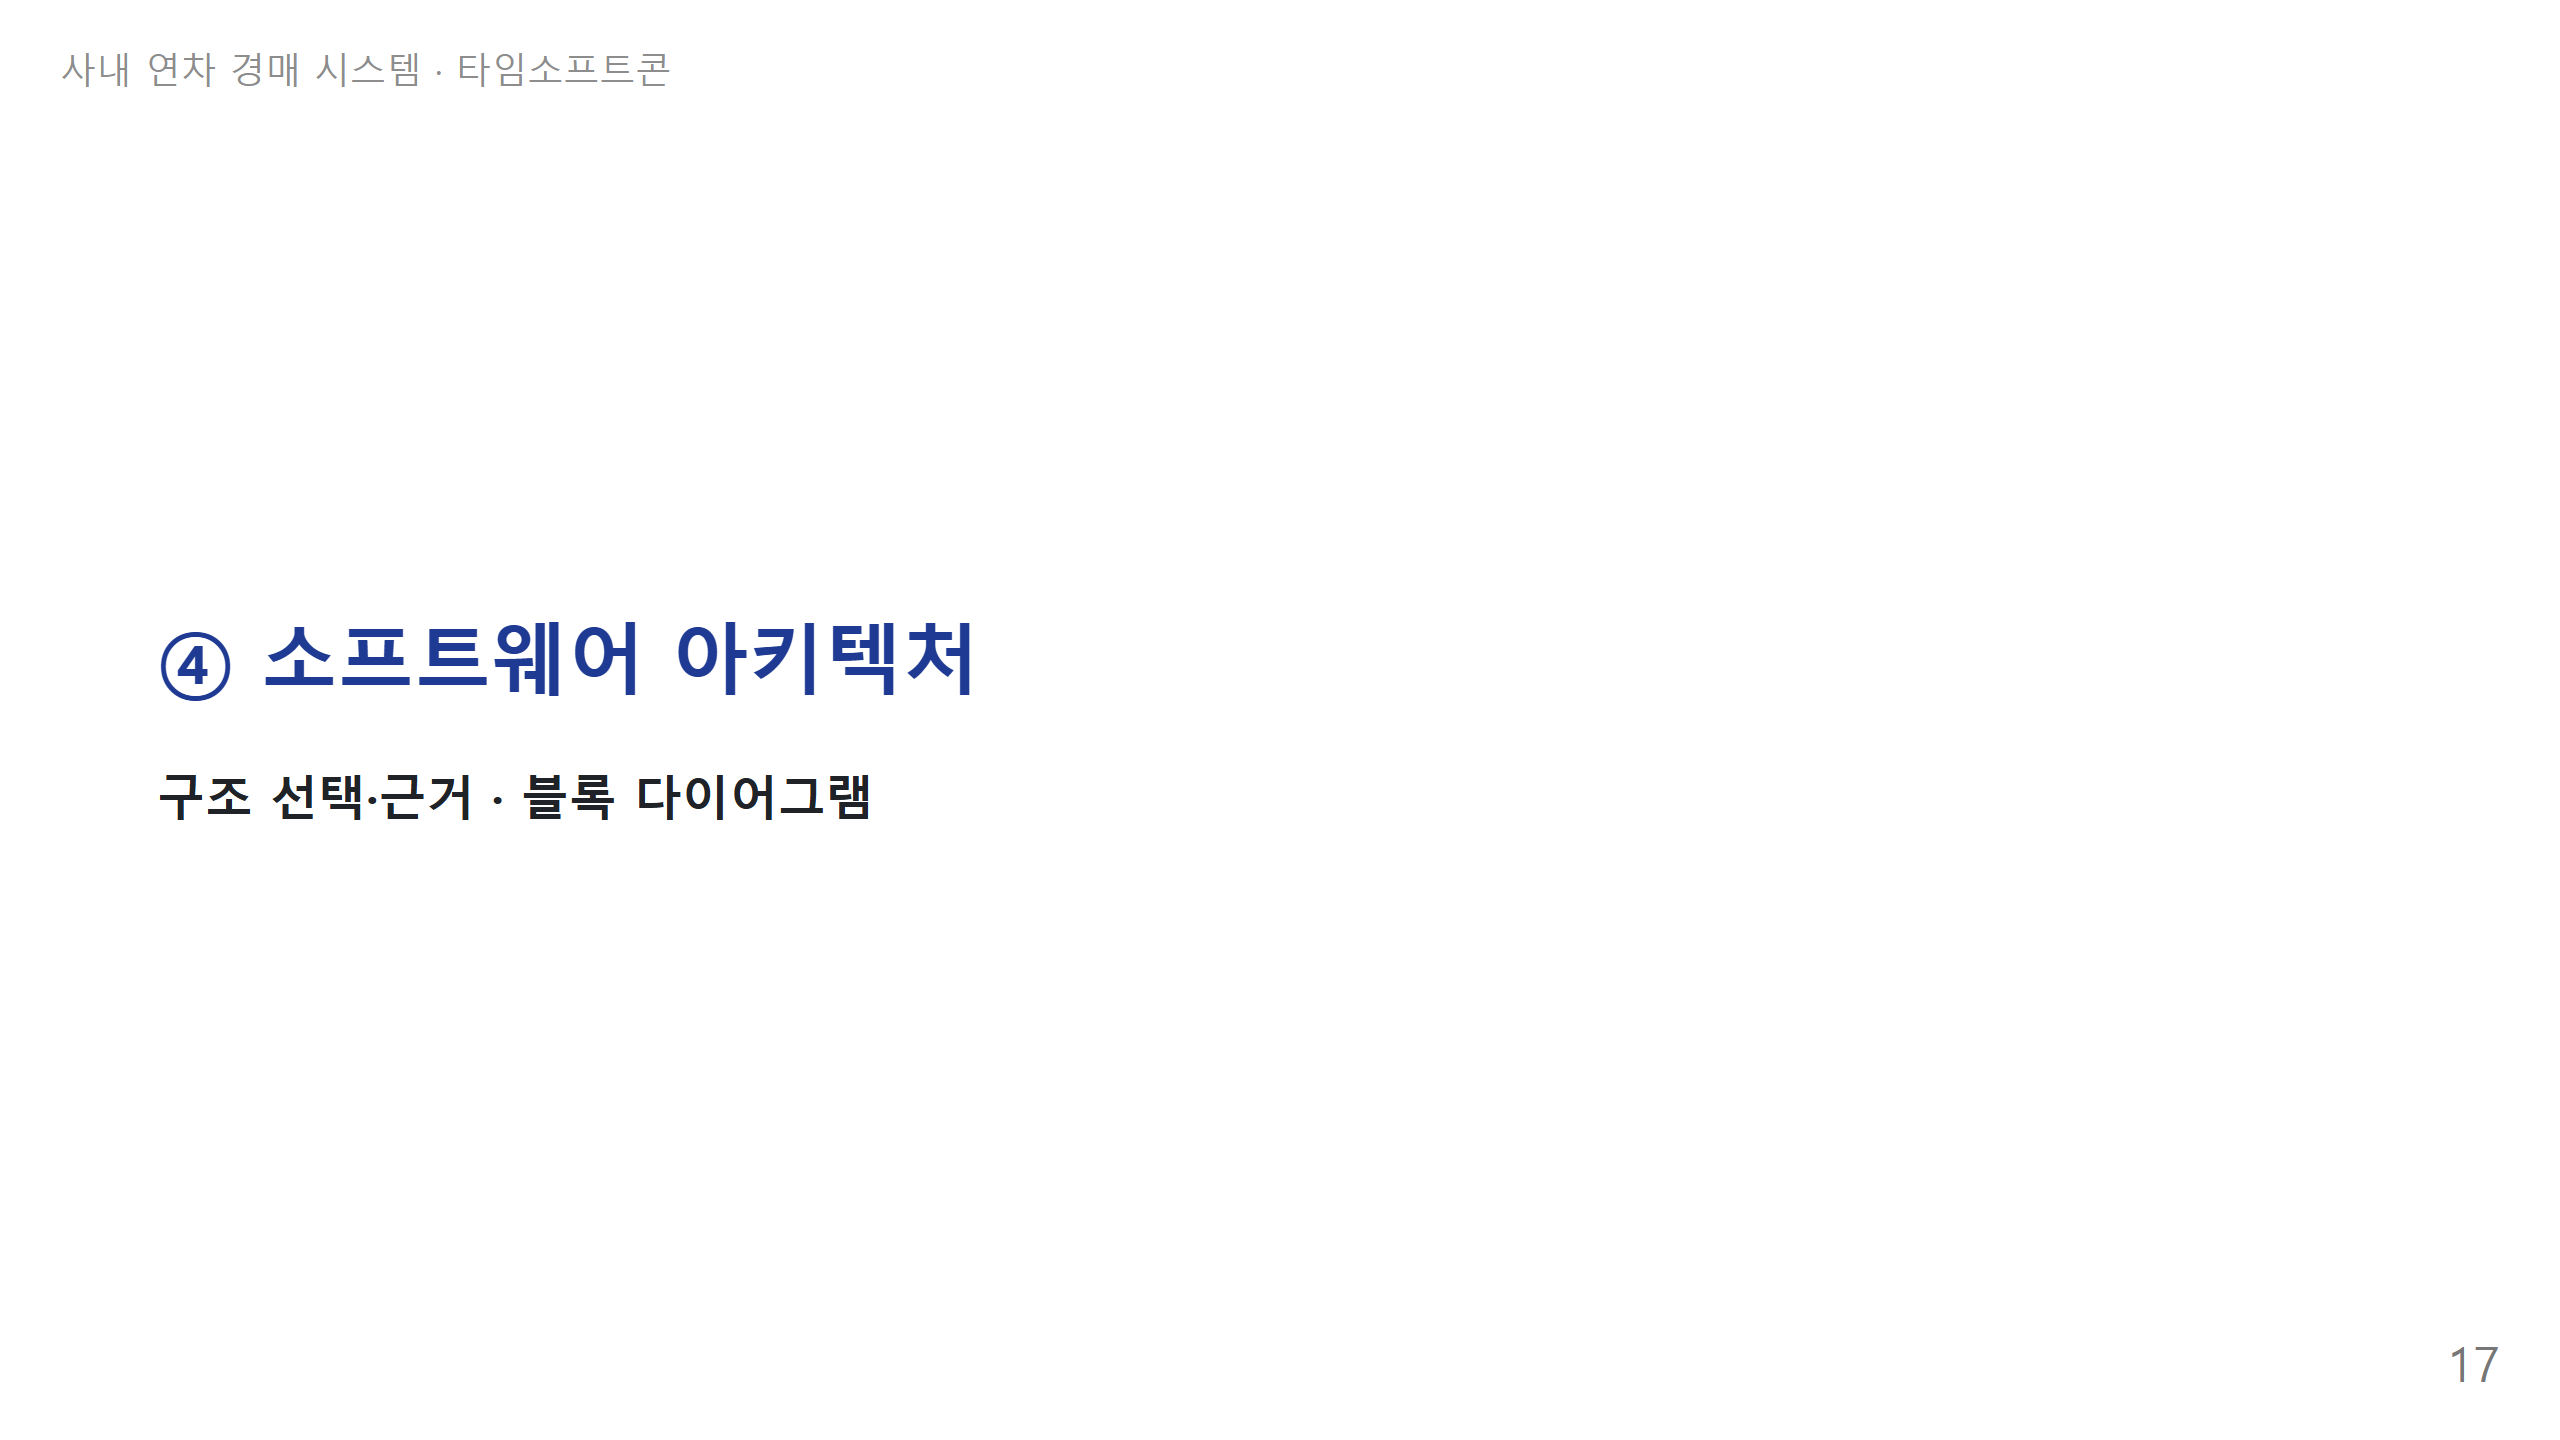 사내 연차 경매 시스템 · 타임소프트콘
④ 소프트웨어 아키텍처
구조 선택·근거 · 블록 다이어그램
17